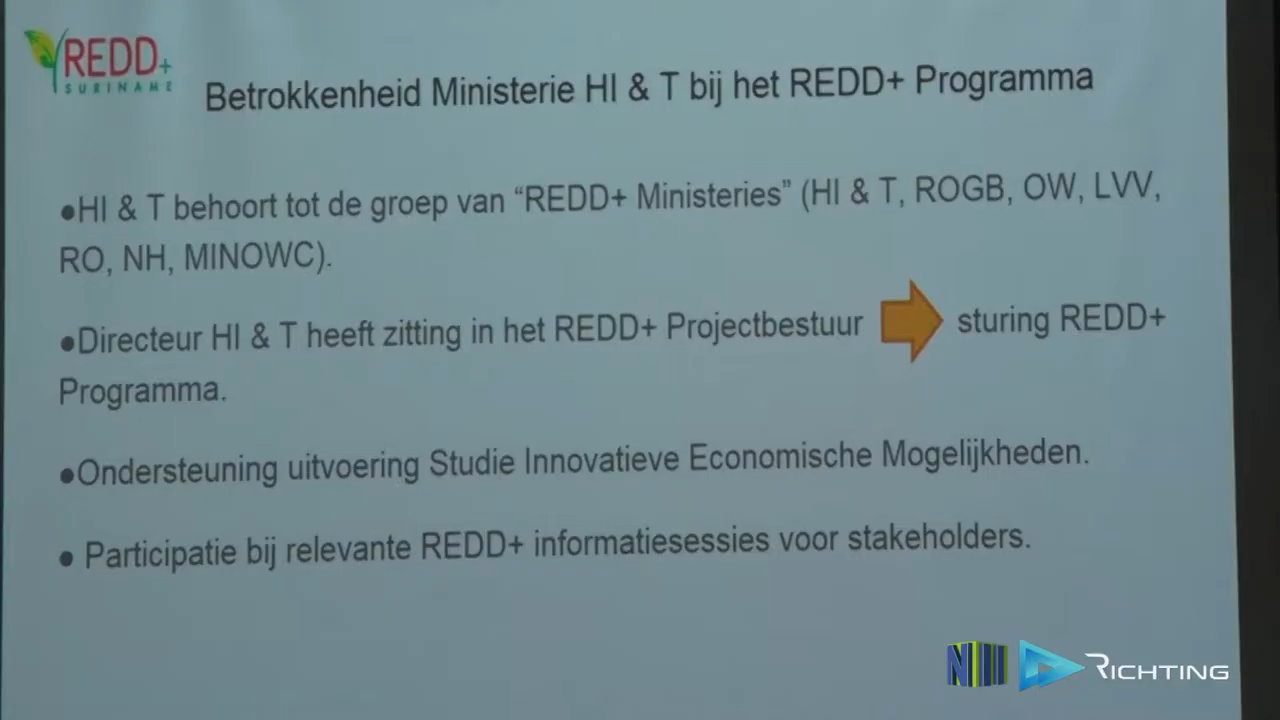 REDD+
SURINAME
Betrokkenheid Ministerie HI & T bij het REDD+ Programma
●HI & T behoort tot de groep van “REDD+ Ministeries” (HI & T, ROGB, OW, LVV,
RO, NH, MINOWC).
●Directeur HI & T heeft zitting in het REDD+ Projectbestuur sturing REDD+
Programma.
●Ondersteuning uitvoering Studie Innovatieve Economische Mogelijkheden.
● Participatie bij relevante REDD+ informatiesessies voor stakeholders.
RICHTING